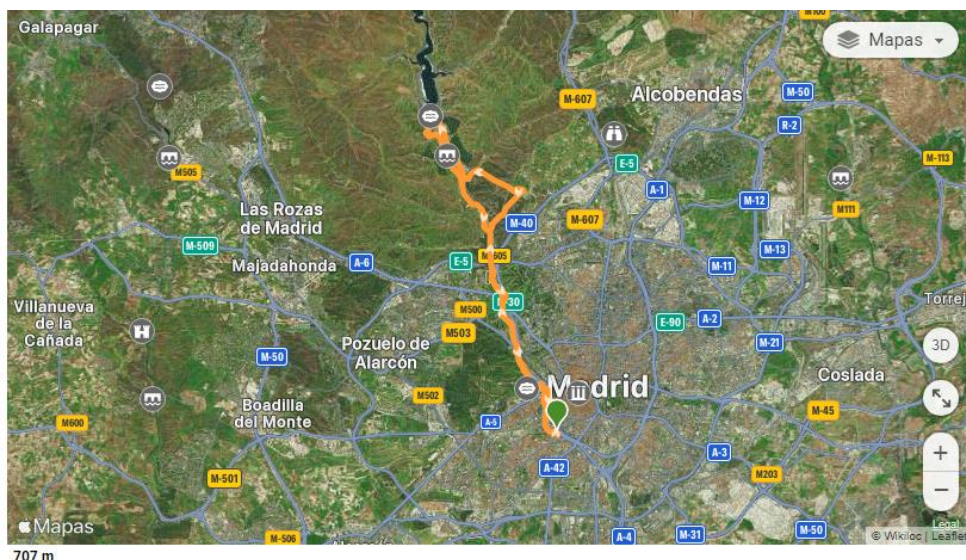 Galapagar
M100
Mapas
M-607
Alcobendas
M-50
R-2
E-5
M-113
M505
A-1
M111
Las Rozas
de Madrid
M-12
M-40
M-607
M-509
M-13
Majadahonda
A-6
E-5
M-11
Villanueva
de la
Cañada
M500
M-30
E-90
A-2
M503
M-21
3D
M-50
Pozuelo de
Alarcón
Madrid
Coslada
M502
Boadilla
del Monte
M600
A-5
M-45
A-3
A-42
M203
M-501
Mapas
M-506
A-4
M-31
M-50
Legal
© Wikiloc | Leaflet
707 m